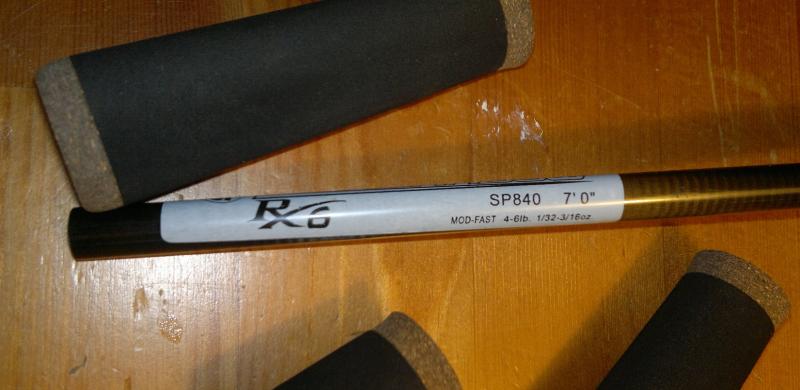 RX6
SP840 7' 0"
MOD-FAST 4-6lb. 1/32-3/16oz.